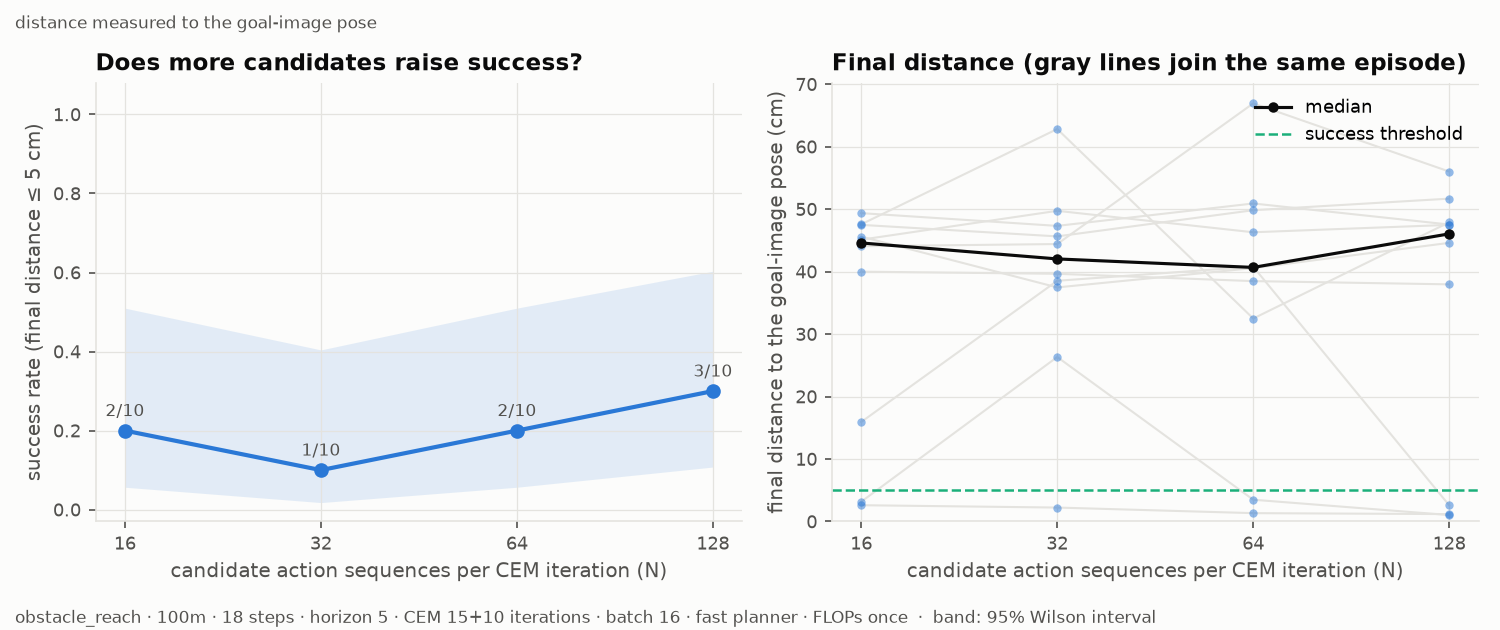 distance measured to the goal-image pose
Does more candidates raise success?
success rate (final distance ≤ 5 cm)
1.0
0.8
0.6
0.4
0.2
0.0
2/10
1/10
2/10
3/10
16
32
64
128
candidate action sequences per CEM iteration (N)
Final distance (gray lines join the same episode)
final distance to the goal-image pose (cm)
70
60
50
40
30
20
10
0
median
success threshold
16
32
64
128
candidate action sequences per CEM iteration (N)
obstacle_reach · 100m · 18 steps · horizon 5 · CEM 15+10 iterations · batch 16 · fast planner · FLOPs once · band: 95% Wilson interval